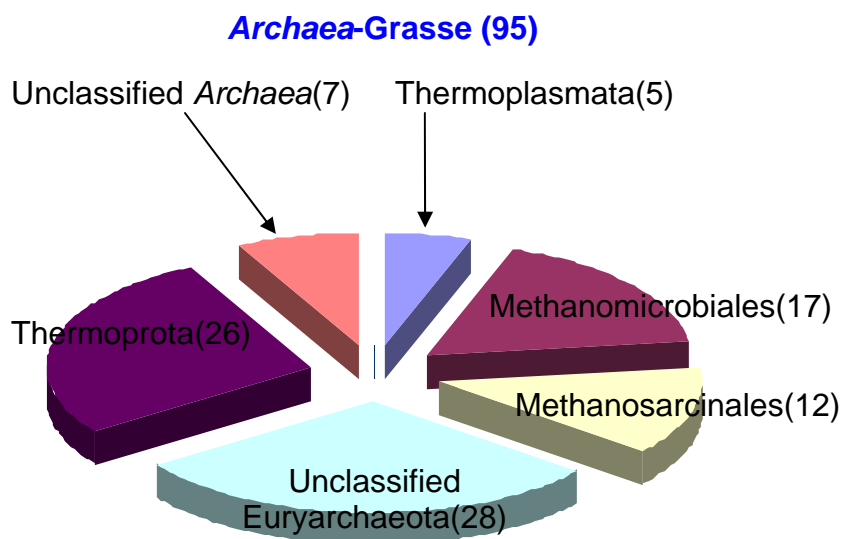 Archaea-Grasse (95)
Unclassified Archaea(7)
Thermoplasmata(5)
Methanomicrobiales(17)
Thermoprota(26)
Methanosarcinales(12)
Unclassified
Euryarchaeota(28)